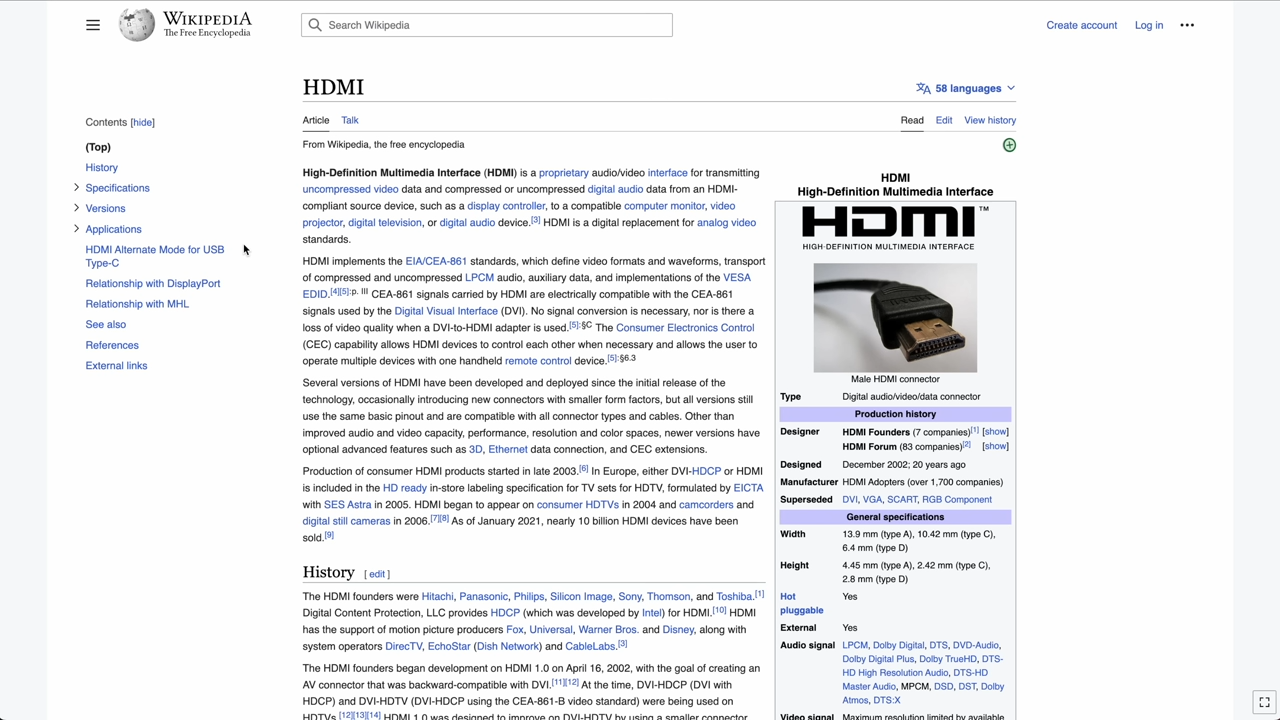 WIKIPEDIA
The Free Encyclopedia
Search Wikipedia
Create account
Log in
HDMI
58 languages
Article
Talk
Read
Edit
View history
From Wikipedia, the free encyclopedia
Contents [hide]
(Top)
History
Specifications
Versions
Applications
HDMI Alternate Mode for USB
Type-C
Relationship with DisplayPort
Relationship with MHL
See also
References
External links
High-Definition Multimedia Interface (HDMI) is a proprietary audio/video interface for transmitting
uncompressed video data and compressed or uncompressed digital audio data from an HDMI-
compliant source device, such as a display controller, to a compatible computer monitor, video
projector, digital television, or digital audio device.[3] HDMI is a digital replacement for analog video
standards.
HDMI implements the EIA/CEA-861 standards, which define video formats and waveforms, transport
of compressed and uncompressed LPCM audio, auxiliary data, and implementations of the VESA
EDID.[4][5]:p. III CEA-861 signals carried by HDMI are electrically compatible with the CEA-861
signals used by the Digital Visual Interface (DVI). No signal conversion is necessary, nor is there a
loss of video quality when a DVI-to-HDMI adapter is used.[5]:§C The Consumer Electronics Control
(CEC) capability allows HDMI devices to control each other when necessary and allows the user to
operate multiple devices with one handheld remote control device.[5]:§6.3
Several versions of HDMI have been developed and deployed since the initial release of the
technology, occasionally introducing new connectors with smaller form factors, but all versions still
use the same basic pinout and are compatible with all connector types and cables. Other than
improved audio and video capacity, performance, resolution and color spaces, newer versions have
optional advanced features such as 3D, Ethernet data connection, and CEC extensions.
Production of consumer HDMI products started in late 2003.[6] In Europe, either DVI-HDCP or HDMI
is included in the HD ready in-store labeling specification for TV sets for HDTV, formulated by EICTA
with SES Astra in 2005. HDMI began to appear on consumer HDTVs in 2004 and camcorders and
digital still cameras in 2006.[7][8] As of January 2021, nearly 10 billion HDMI devices have been
sold.[9]
History [ edit ]
The HDMI founders were Hitachi, Panasonic, Philips, Silicon Image, Sony, Thomson, and Toshiba.[1]
Digital Content Protection, LLC provides HDCP (which was developed by Intel) for HDMI.[10] HDMI
has the support of motion picture producers Fox, Universal, Warner Bros. and Disney, along with
system operators DirecTV, EchoStar (Dish Network) and CableLabs.[3]
The HDMI founders began development on HDMI 1.0 on April 16, 2002, with the goal of creating an
AV connector that was backward-compatible with DVI.[11][12] At the time, DVI-HDCP (DVI with
HDCP) and DVI-HDTV (DVI-HDCP using the CEA-861-B video standard) were being used on
HDTVs.[12][13][14] HDMI 1.0 was designed to improve on DVI-HDTV by using a smaller connector
HDMI
High-Definition Multimedia Interface
HDMI™
HIGH-DEFINITION MULTIMEDIA INTERFACE
Male HDMI connector
Type Digital audio/video/data connector
Production history
Designer HDMI Founders (7 companies)[1] [show]
HDMI Forum (83 companies)[2] [show]
Designed December 2002; 20 years ago
Manufacturer HDMI Adopters (over 1,700 companies)
Superseded DVI, VGA, SCART, RGB Component
General specifications
Width 13.9 mm (type A), 10.42 mm (type C),
6.4 mm (type D)
Height 4.45 mm (type A), 2.42 mm (type C),
2.8 mm (type D)
Hot Yes
pluggable
External Yes
Audio signal LPCM, Dolby Digital, DTS, DVD-Audio,
Dolby Digital Plus, Dolby TrueHD, DTS-
HD High Resolution Audio, DTS-HD
Master Audio, MPCM, DSD, DST, Dolby
Atmos, DTS:X
Video signal Maximum resolution limited by available